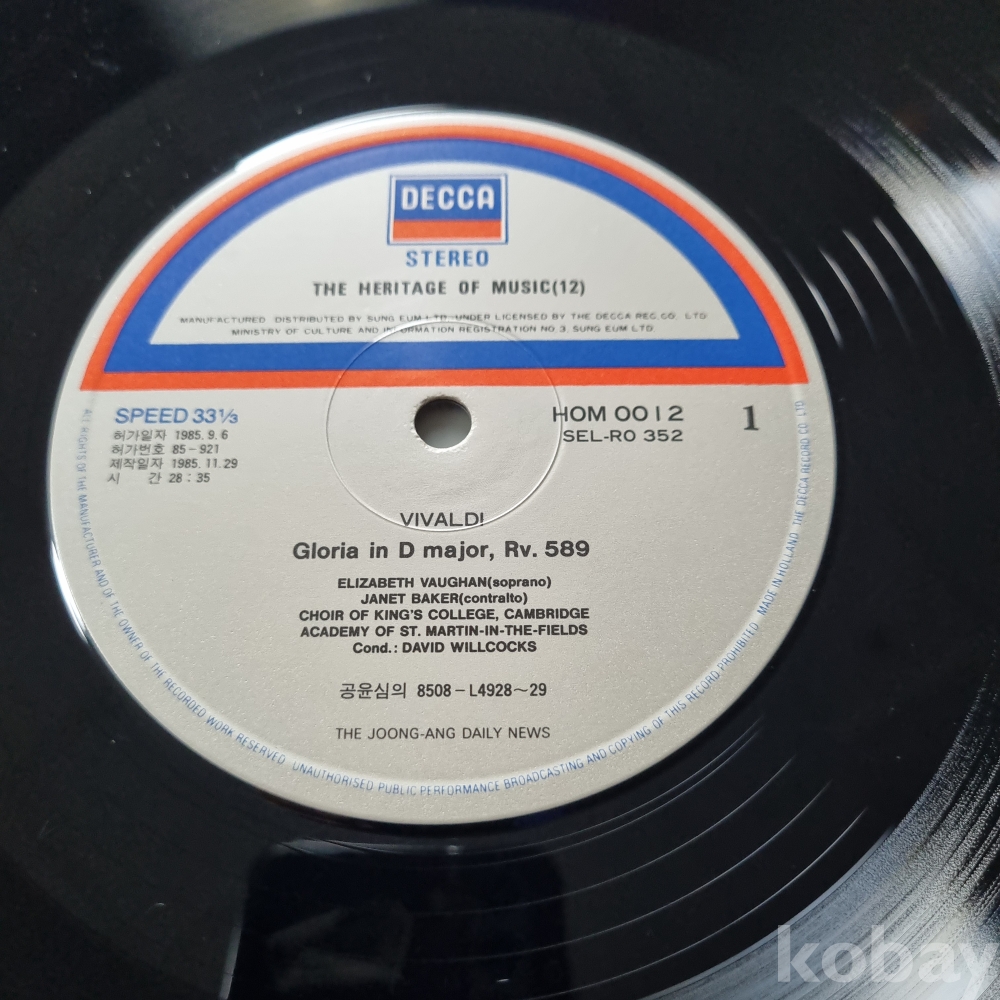 DECCA
STEREO
THE HERITAGE OF MUSIC(12)
MANUFACTURED DISTRIBUTED BY SUNG EUM LTD. UNDER LICENSED BY THE DECCA REC. CO. LTD
MINISTRY OF CULTURE AND INFORMATION REGISTRATION NO.3. SUNG EUM LTD.
SPEED 33⅓
허가일자 1985.9.6
허가번호 85-921
제작일자 1985.11.29
시 간 28:35
HOM 0012
SEL-RO 352
1
VIVALDI
Gloria in D major, Rv. 589
ELIZABETH VAUGHAN(soprano)
JANET BAKER(contralto)
CHOIR OF KING'S COLLEGE, CAMBRIDGE
ACADEMY OF ST. MARTIN-IN-THE-FIELDS
Cond.: DAVID WILLCOCKS
공윤심의 8508-L4928~29
THE JOONG-ANG DAILY NEWS
ALL RIGHTS OF THE MANUFACTURER AND OF THE OWNER OF THE RECORDED WORK RESERVED UNAUTHORISED PUBLIC PERFORMANCE BROADCASTING AND COPYING OF THIS RECORD PROHIBITED MADE IN HOLLAND THE DECCA RECORD CO. LTD
kobay